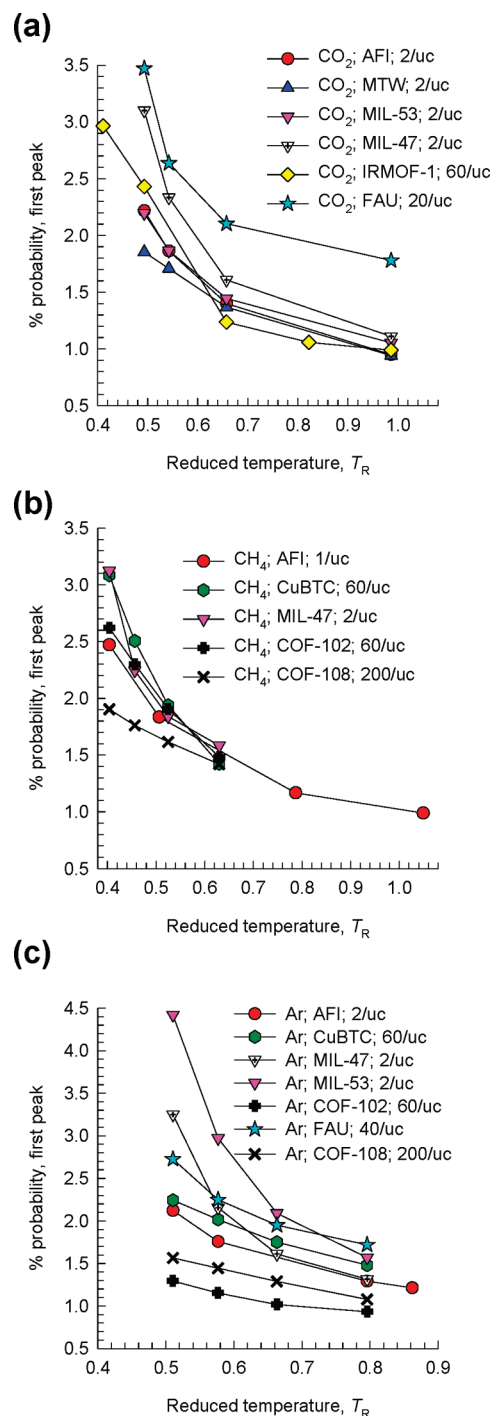 (a)
CO2; AFI; 2/uc
CO2; MTW; 2/uc
CO2; MIL-53; 2/uc
CO2; MIL-47; 2/uc
CO2; IRMOF-1; 60/uc
CO2; FAU; 20/uc
% probability, first peak
3.5
3.0
2.5
2.0
1.5
1.0
0.5
0.4 0.5 0.6 0.7 0.8 0.9 1.0
Reduced temperature, TR
(b)
CH4; AFI; 1/uc
CH4; CuBTC; 60/uc
CH4; MIL-47; 2/uc
CH4; COF-102; 60/uc
CH4; COF-108; 200/uc
% probability, first peak
3.5
3.0
2.5
2.0
1.5
1.0
0.5
0.4 0.5 0.6 0.7 0.8 0.9 1.0
Reduced temperature, TR
(c)
Ar; AFI; 2/uc
Ar; CuBTC; 60/uc
Ar; MIL-47; 2/uc
Ar; MIL-53; 2/uc
Ar; COF-102; 60/uc
Ar; FAU; 40/uc
Ar; COF-108; 200/uc
% probability, first peak
4.5
4.0
3.5
3.0
2.5
2.0
1.5
1.0
0.5
0.4 0.5 0.6 0.7 0.8 0.9
Reduced temperature, TR